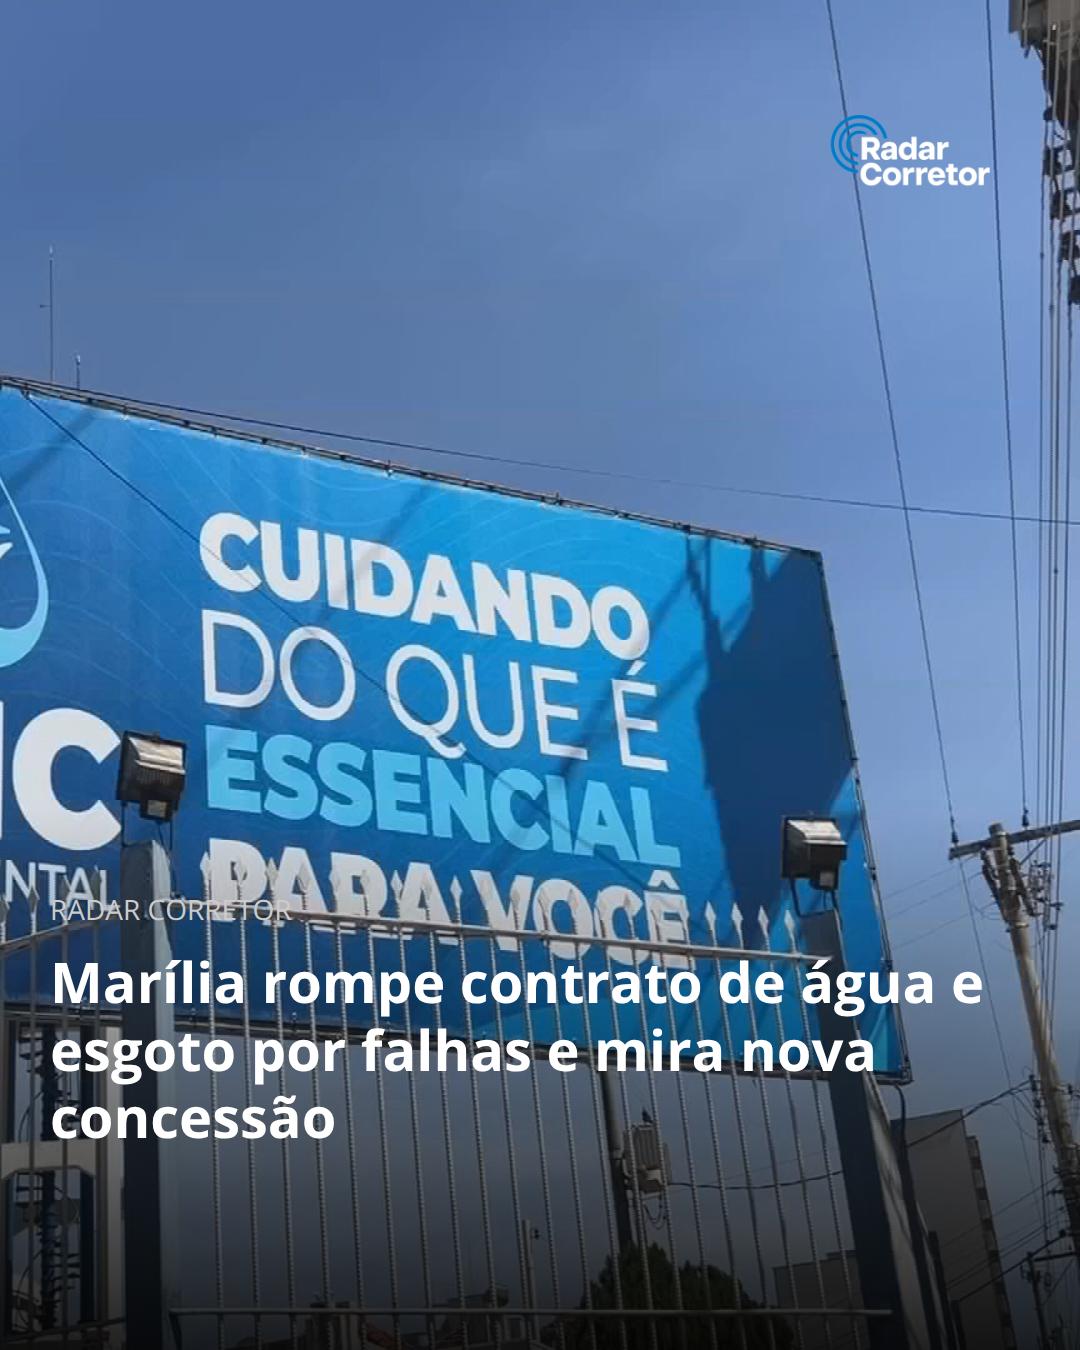 Radar
Corretor
CUIDANDO
DO QUE É
ESSENCIAL
PARA VOCÊ
RADAR CORRETOR
Marília rompe contrato de água e
esgoto por falhas e mira nova
concessão